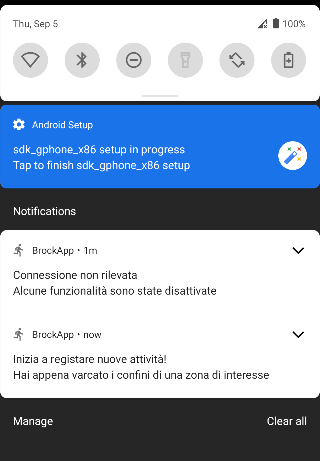 Thu, Sep 5 100%
Android Setup
sdk_gphone_x86 setup in progress
Tap to finish sdk_gphone_x86 setup
Notifications
BrockApp • 1m
Connessione non rilevata
Alcune funzionalità sono state disattivate
BrockApp • now
Inizia a registare nuove attività!
Hai appena varcato i confini di una zona di interesse
Manage Clear all